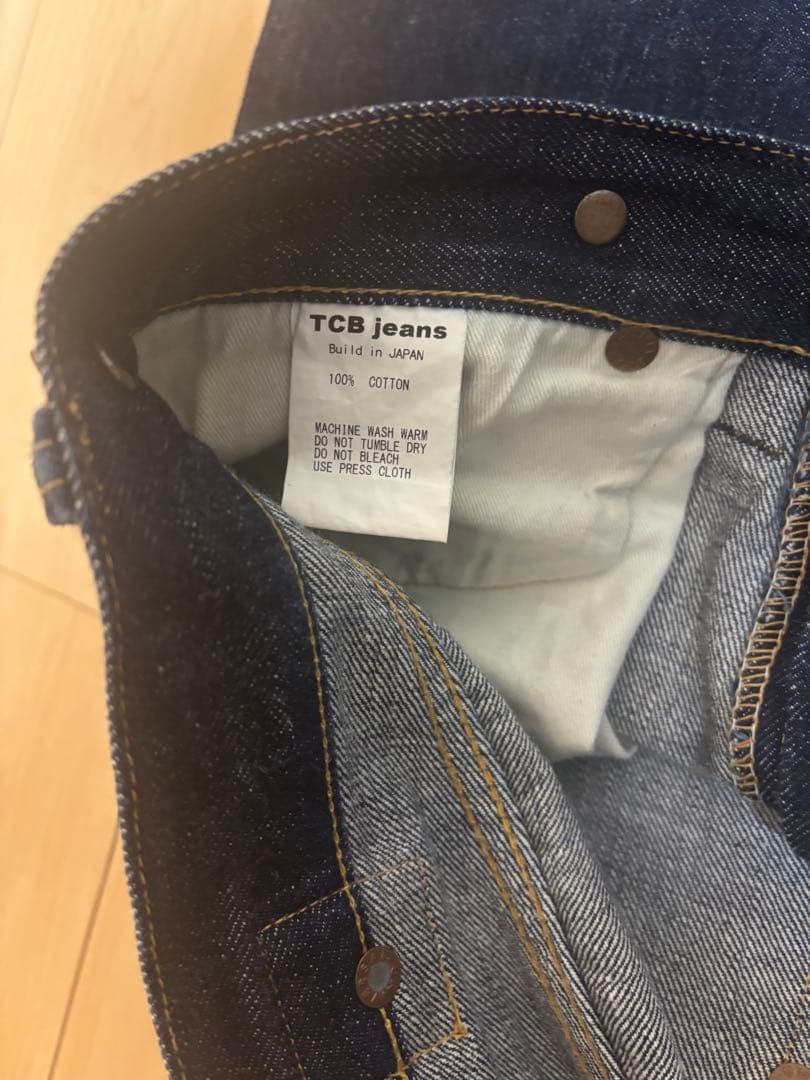 TCB jeans
Build in JAPAN
100% COTTON
MACHINE WASH WARM
DO NOT TUMBLE DRY
DO NOT BLEACH
USE PRESS CLOTH